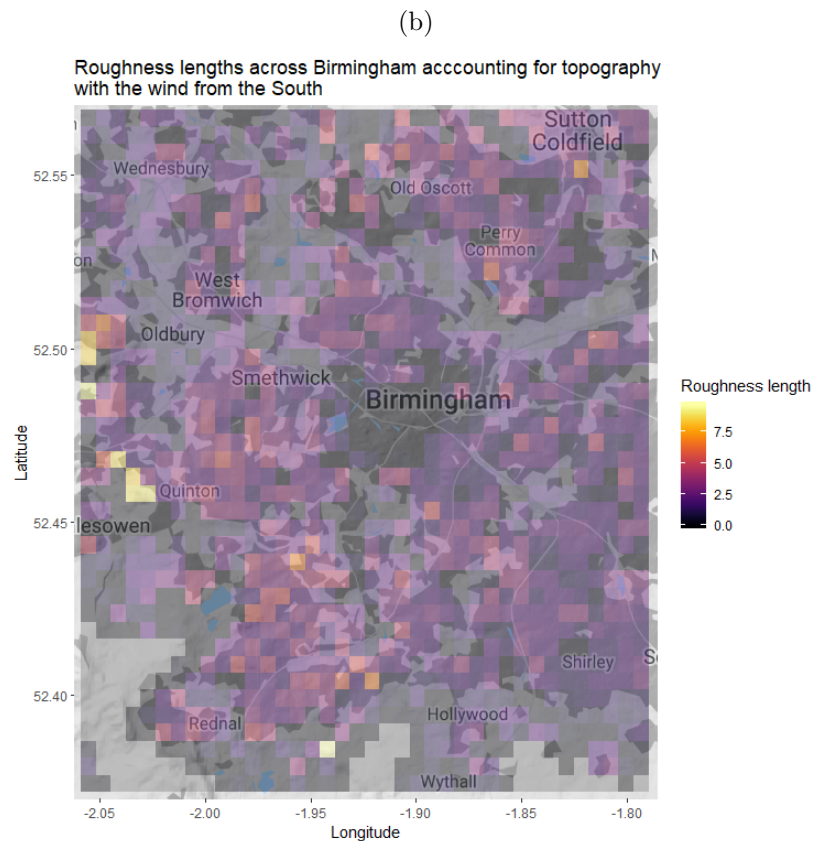 (b)
Roughness lengths across Birmingham acccounting for topography
with the wind from the South
Sutton
Coldfield
52.55
Wednesbury
Old Oscott
Perry
Common
on
West
Bromwich
Oldbury
52.50
Smethwick
Birmingham
Roughness length
7.5
5.0
2.5
0.0
Latitude
Quinton
52.45
lesowen
Shirley
S
52.40
Rednal
Hollywood
Wythall
-2.05
-2.00
-1.95
-1.90
-1.85
-1.80
Longitude